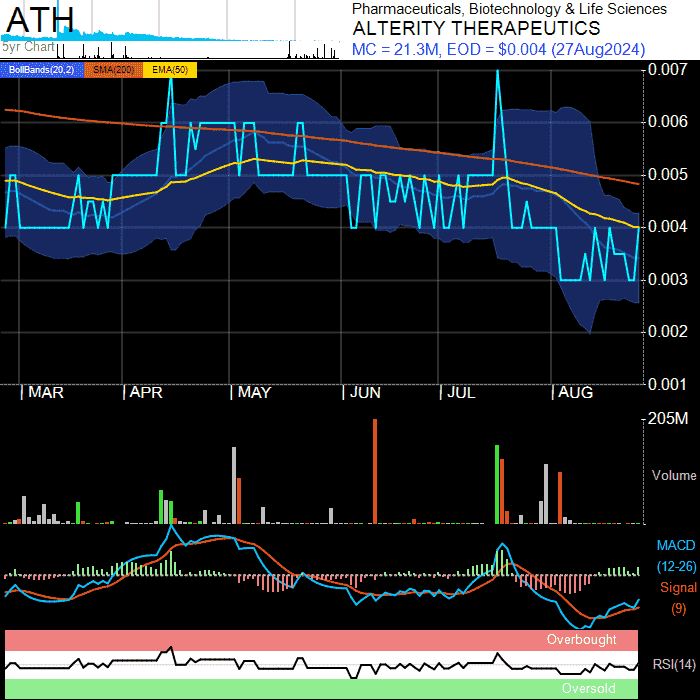 ATH
5yr Chart
Pharmaceuticals, Biotechnology & Life Sciences
ALTERITY THERAPEUTICS
MC = 21.3M, EOD = $0.004 (27Aug2024)
BollBands(20,2) SMA(200) EMA(50)
0.007
0.006
0.005
0.004
0.003
0.002
0.001
MAR APR MAY JUN JUL AUG
205M
Volume
MACD
(12-26)
Signal
(9)
Overbought
RSI(14)
Oversold